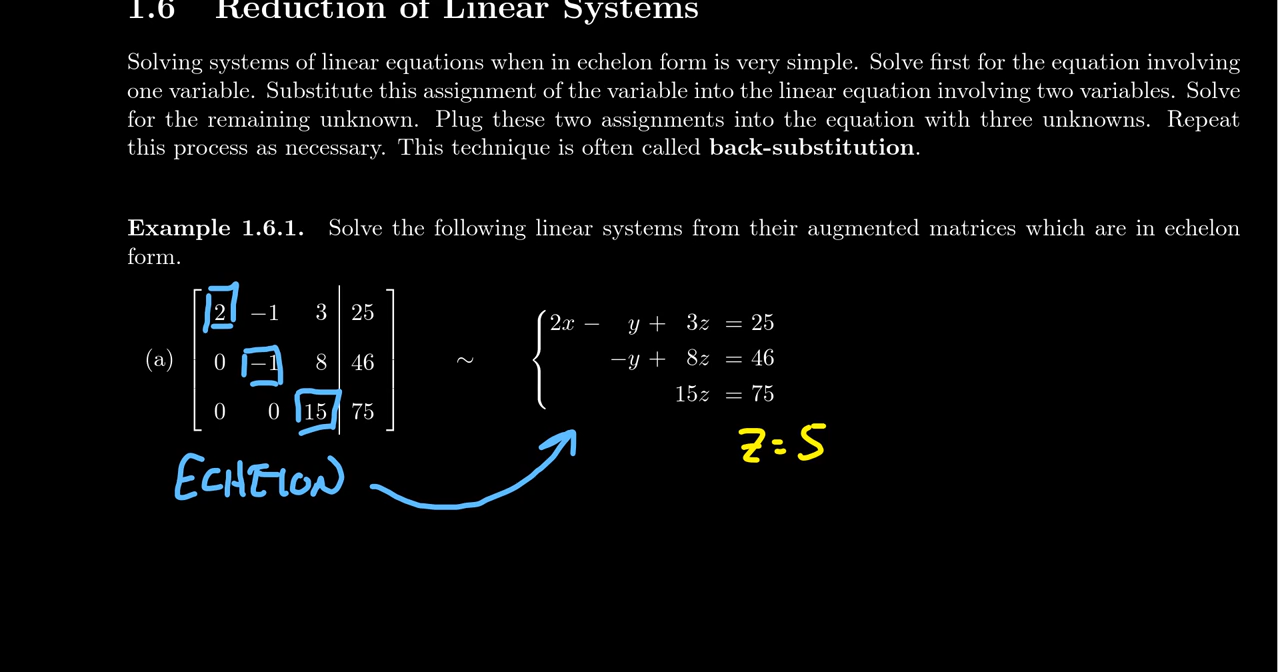 1.6 Reduction of Linear Systems
Solving systems of linear equations when in echelon form is very simple. Solve first for the equation involving
one variable. Substitute this assignment of the variable into the linear equation involving two variables. Solve
for the remaining unknown. Plug these two assignments into the equation with three unknowns. Repeat
this process as necessary. This technique is often called back-substitution.
Example 1.6.1. Solve the following linear systems from their augmented matrices which are in echelon
form.
(a)
2 −1 3 25
0 −1 8 46
0 0 15 75
∼
2x − y + 3z = 25
−y + 8z = 46
15z = 75
z = 5
ECHELON